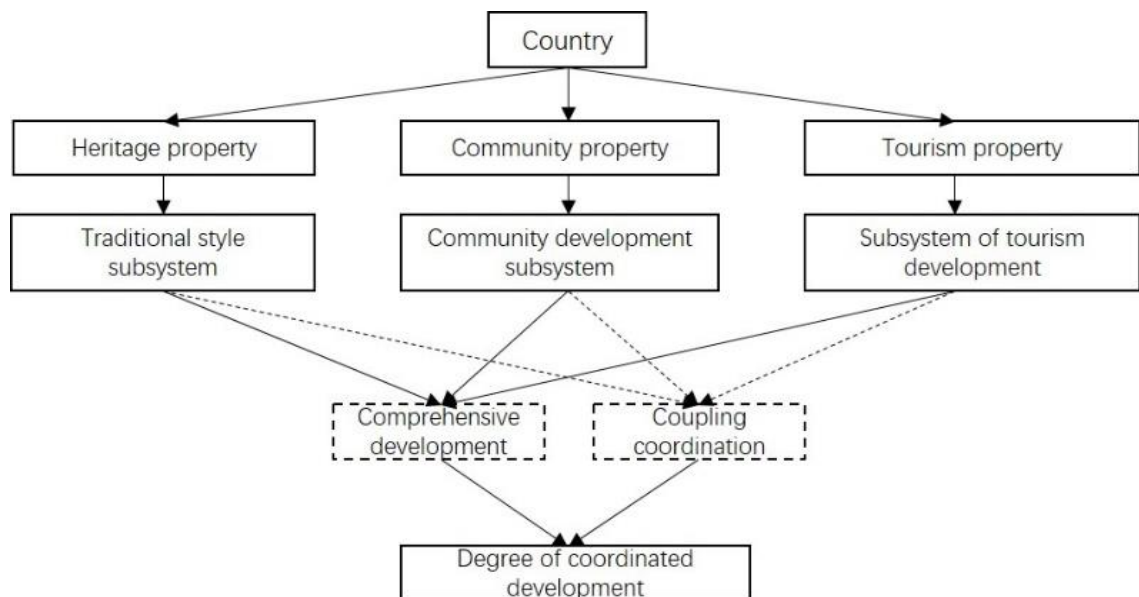 Country
Heritage property
Community property
Tourism property
Traditional style
subsystem
Community development
subsystem
Subsystem of tourism
development
Comprehensive
development
Coupling
coordination
Degree of coordinated
development